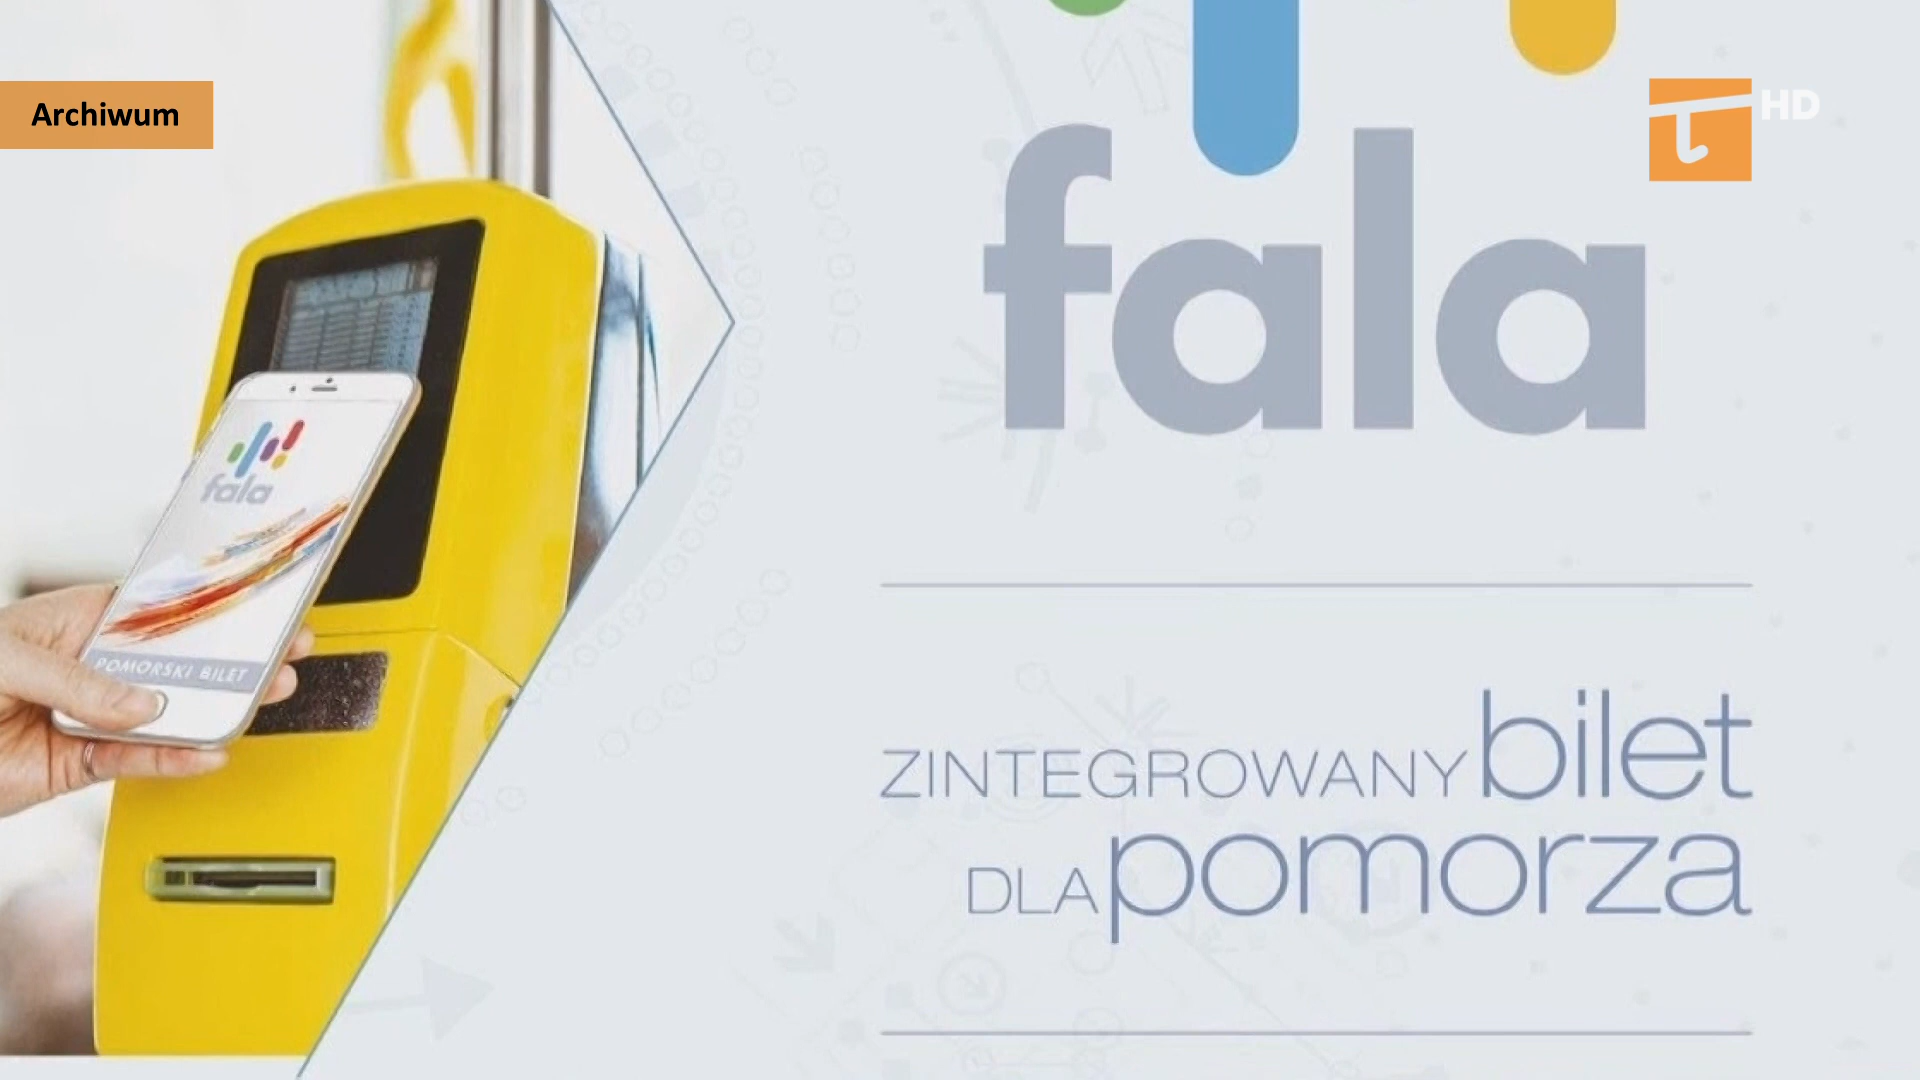 Archiwum
HD
fala
fala
POMORSKI BILET
ZINTEGROWANY bilet
DLA pomorza